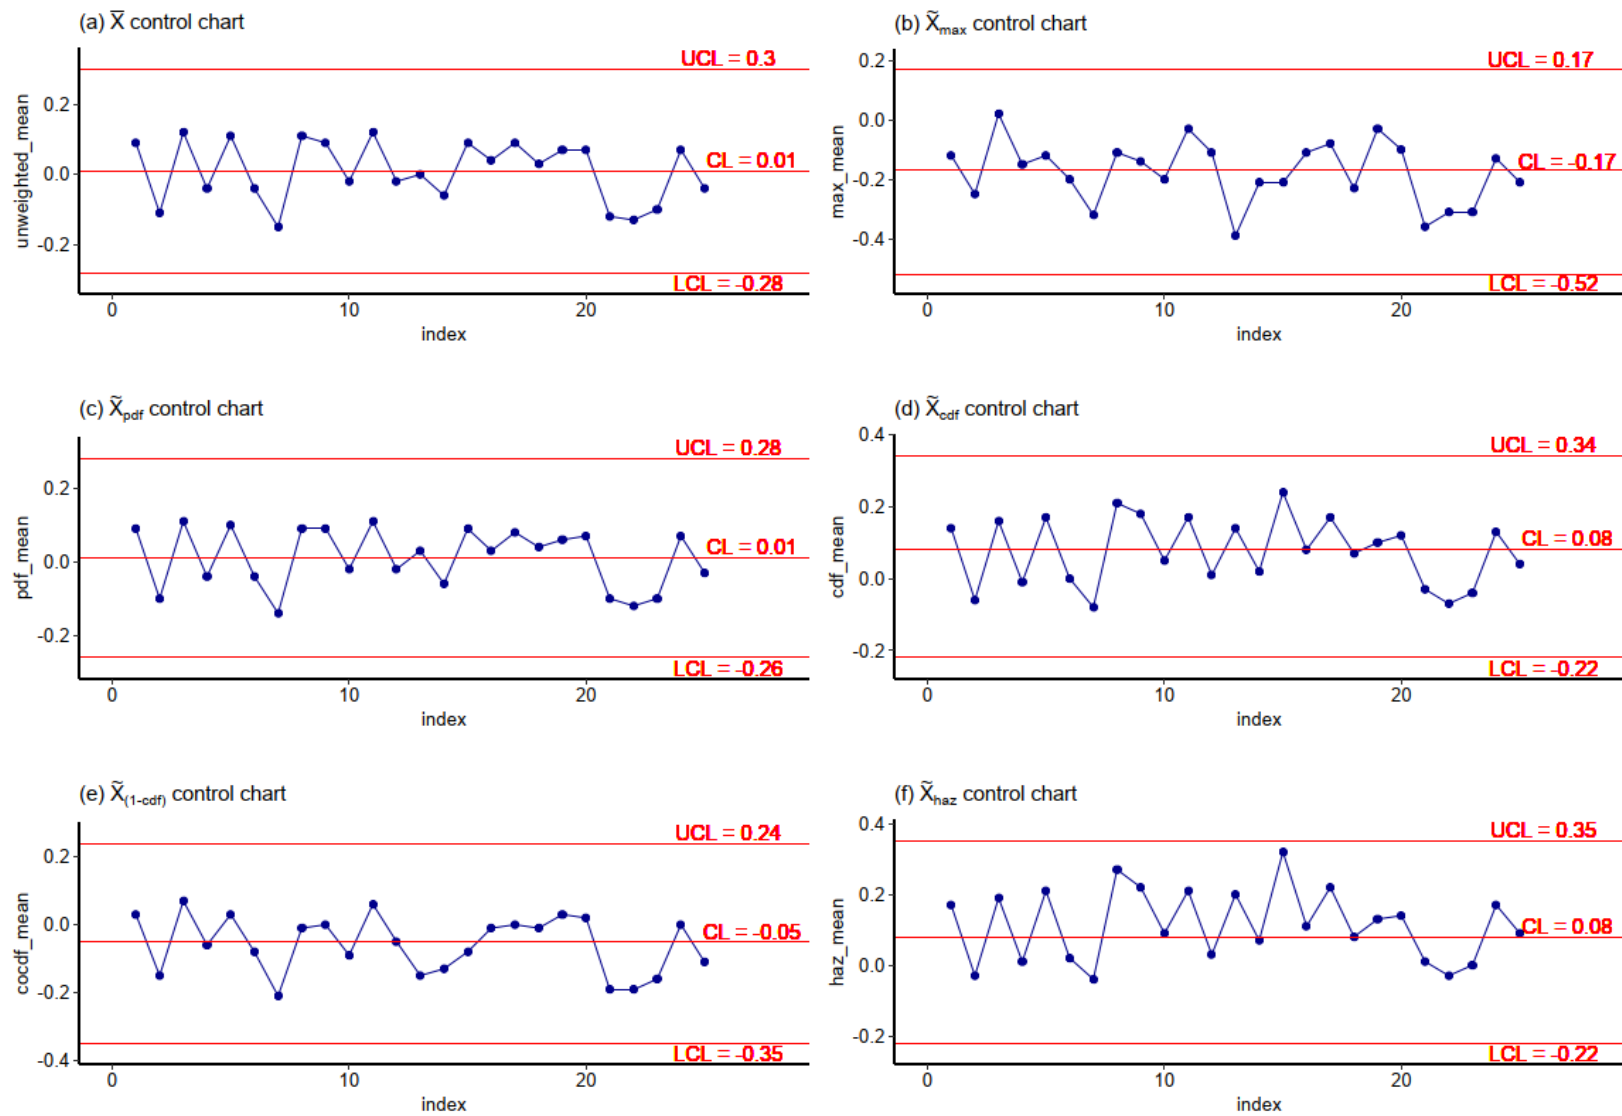 (a) X̅ control chart
UCL = 0.3
0.2
CL = 0.01
0.0
-0.2
LCL = -0.28
unweighted_mean
0 10 20
index
(b) X̃max control chart
0.2
UCL = 0.17
0.0
CL = -0.17
-0.2
-0.4
LCL = -0.52
max_mean
0 10 20
index
(c) X̃pdf control chart
UCL = 0.28
0.2
CL = 0.01
0.0
-0.2
LCL = -0.26
pdf_mean
0 10 20
index
(d) X̃cdf control chart
0.4
UCL = 0.34
0.2
CL = 0.08
0.0
-0.2
LCL = -0.22
cdf_mean
0 10 20
index
(e) X̃(1-cdf) control chart
UCL = 0.24
0.2
0.0
CL = -0.05
-0.2
-0.4
LCL = -0.35
cocdf_mean
0 10 20
index
(f) X̃haz control chart
0.4
UCL = 0.35
0.2
CL = 0.08
0.0
-0.2
LCL = -0.22
haz_mean
0 10 20
index